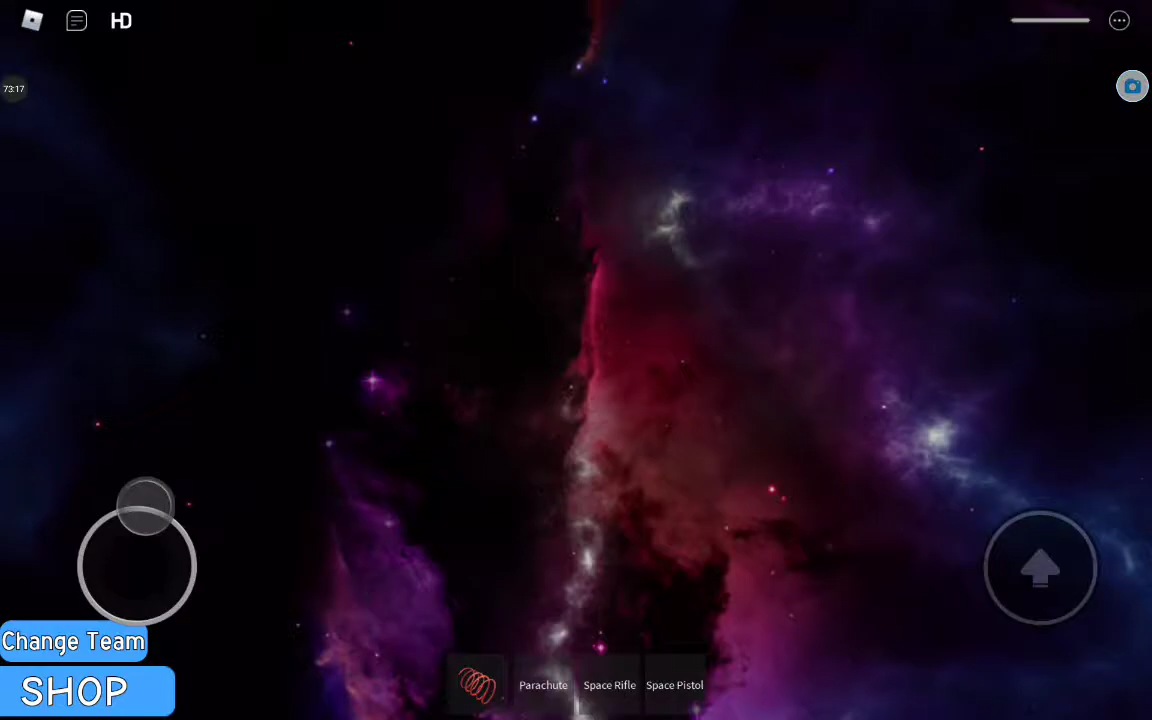 HD
73:17
Change Team
SHOP
Parachute
Space Rifle
Space Pistol